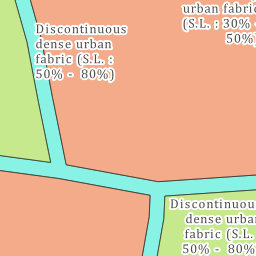 Discontinuous
dense urban
fabric (S.L. :
50% -  80%)
urban fabric
(S.L. : 30% -
50%)
Discontinuous
dense urban
fabric (S.L. :
50% -  80%)